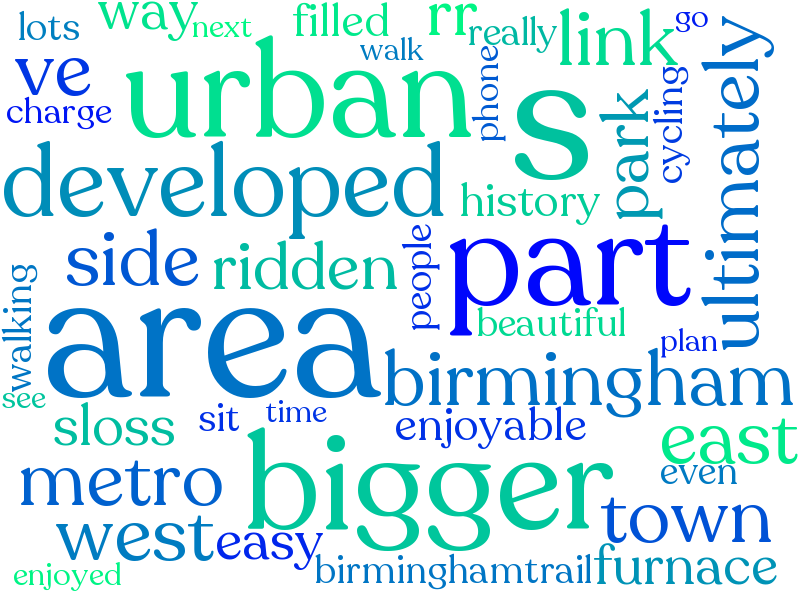 lots
way
next
filled
rr
really
link
go
ve
walk
charge
urban
phone
s
park
cycling
ultimately
developed
history
side
ridden
people
part
walking
area
beautiful
plan
birmingham
see
sloss
sit
time
enjoyable
east
metro
bigger
even
west
easy
town
enjoyed
birminghamtrail
furnace